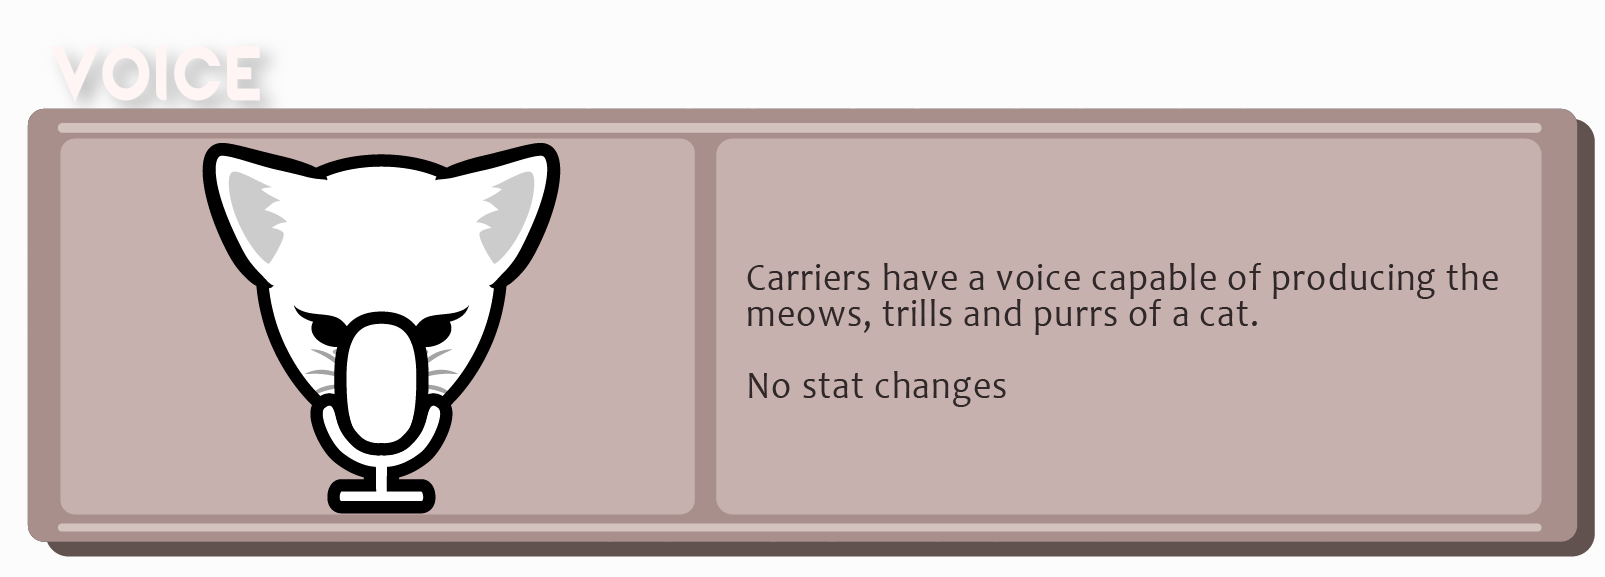 VOICE
Carriers have a voice capable of producing the
meows, trills and purrs of a cat.
No stat changes